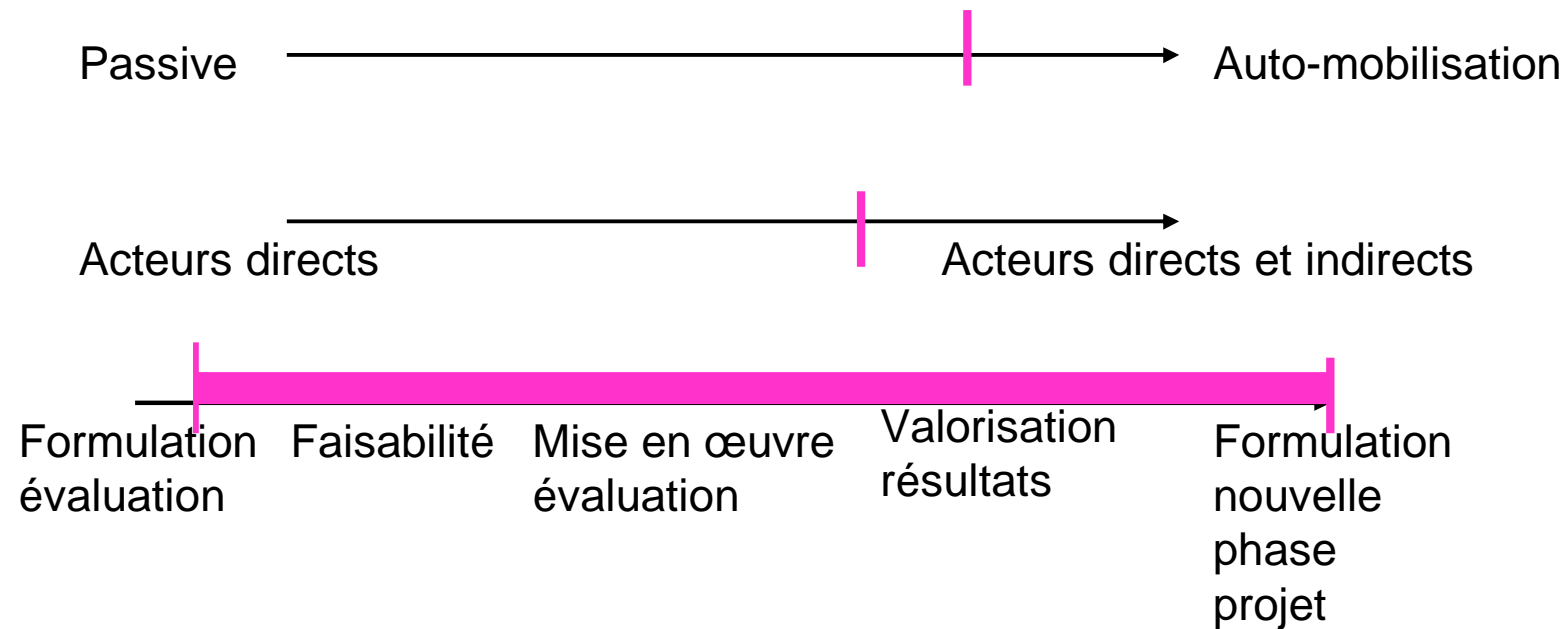 Passive
Auto-mobilisation
Acteurs directs
Acteurs directs et indirects
Formulation
évaluation
Faisabilité
Mise en œuvre
évaluation
Valorisation
résultats
Formulation
nouvelle
phase
projet